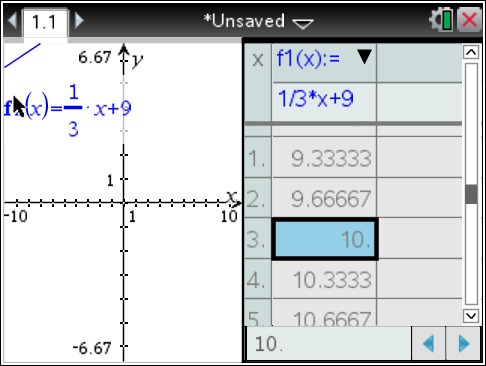 1.1
*Unsaved
6.67
y
f1(x)=1/3·x+9
1
x
-10
1
10
-6.67
x
f1(x):=
1/3*x+9
1.
9.33333
2.
9.66667
3.
10.
4.
10.3333
5.
10.6667
10.